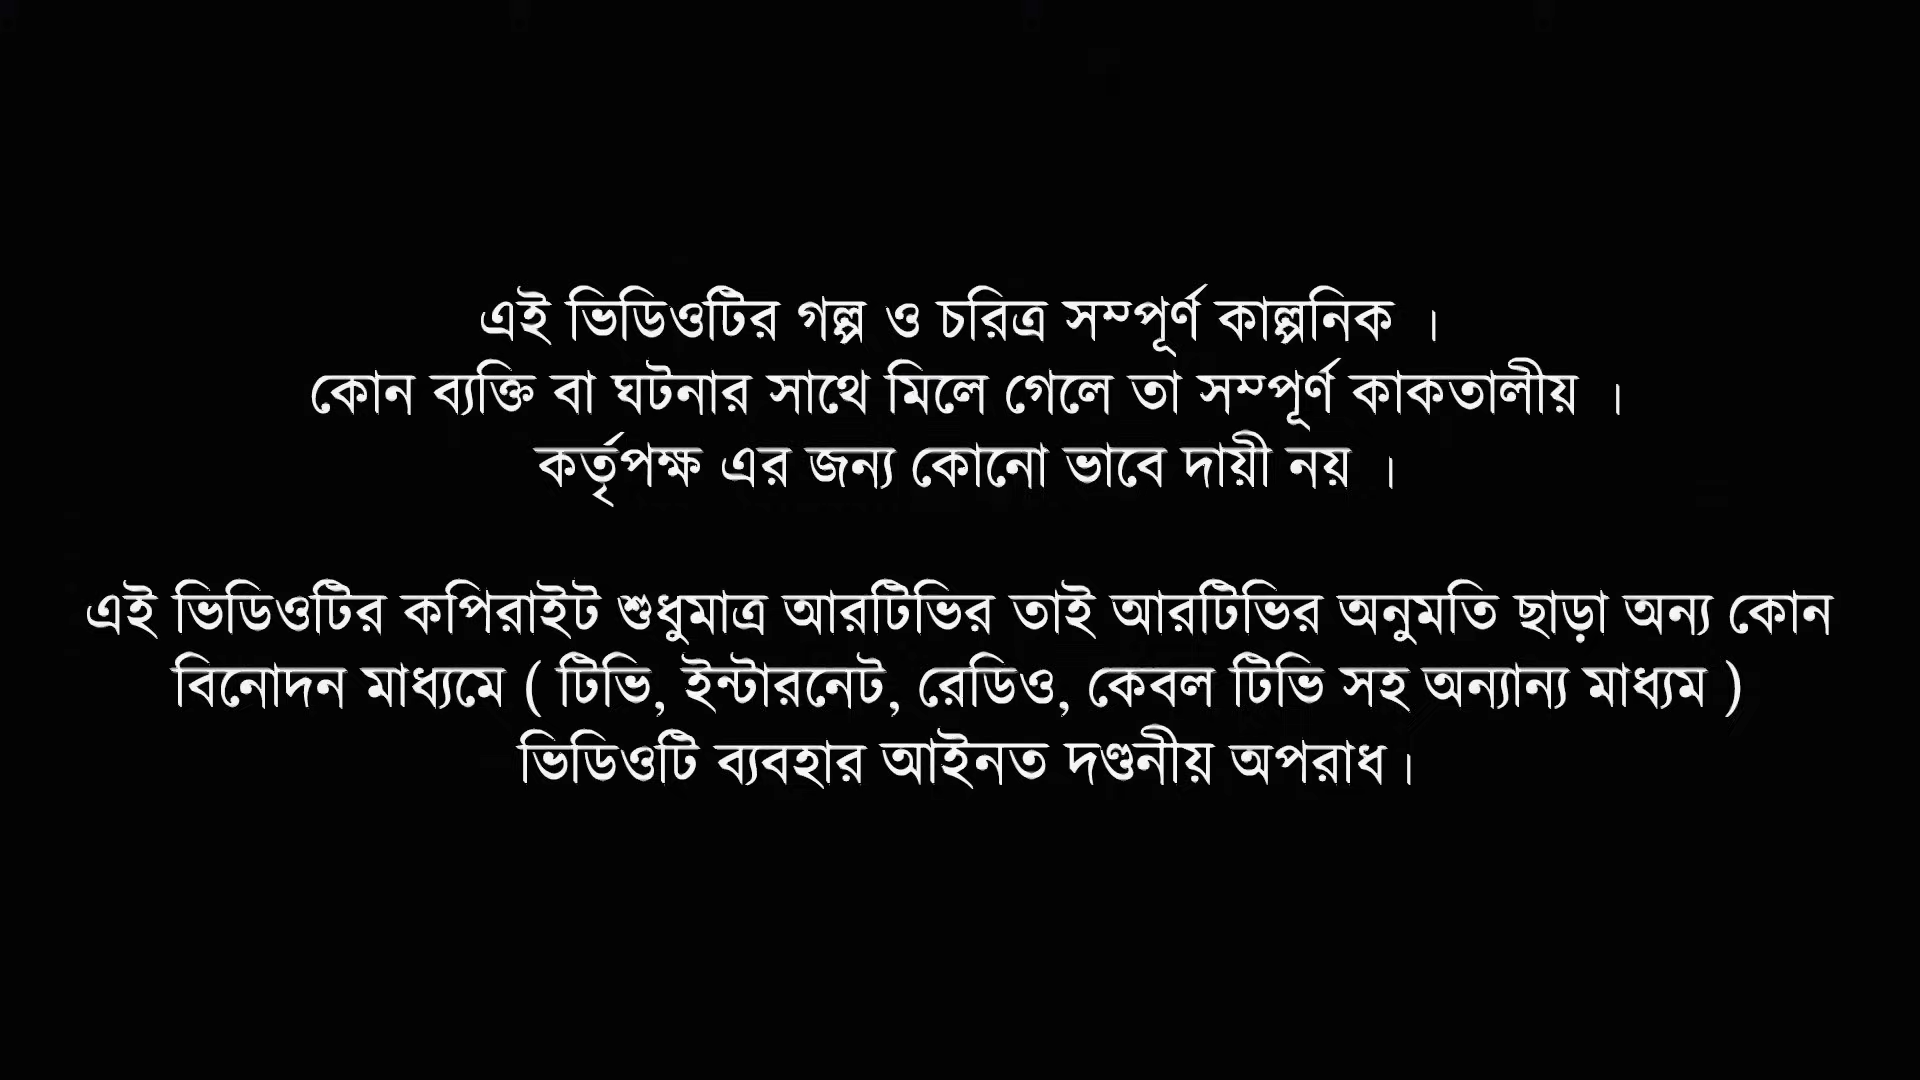 এই ভিডিওটির গল্প ও চরিত্র সম্পূর্ণ কাল্পনিক ।
কোন ব্যক্তি বা ঘটনার সাথে মিলে গেলে তা সম্পূর্ণ কাকতালীয় ।
কর্তৃপক্ষ এর জন্য কোনো ভাবে দায়ী নয় ।
এই ভিডিওটির কপিরাইট শুধুমাত্র আরটিভির তাই আরটিভির অনুমতি ছাড়া অন্য কোন
বিনোদন মাধ্যমে ( টিভি, ইন্টারনেট, রেডিও, কেবল টিভি সহ অন্যান্য মাধ্যম )
ভিডিওটি ব্যবহার আইনত দণ্ডনীয় অপরাধ।